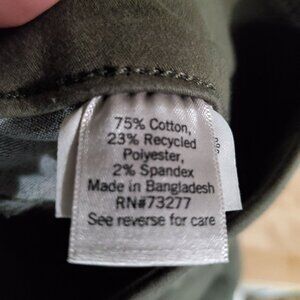 75% Cotton,
23% Recycled
Polyester,
2% Spandex
Made in Bangladesh
RN#73277
See reverse for care